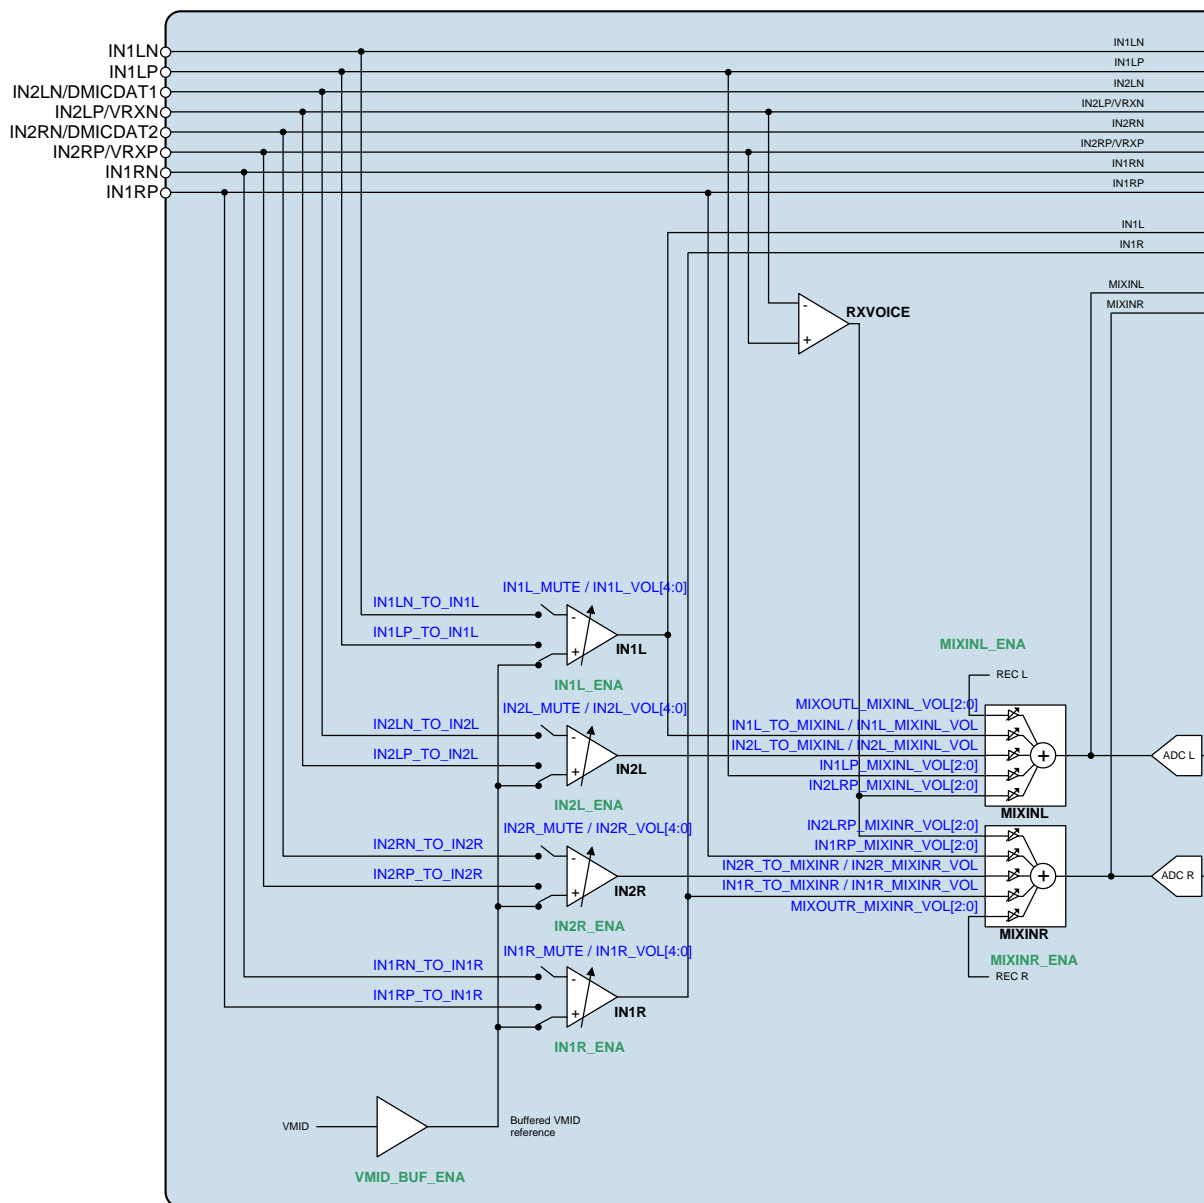 IN1LN
IN1LN
IN1LP
IN1LP
IN2LN/DMICDAT1
IN2LN
IN2LP/VRXN
IN2LP/VRXN
IN2RN/DMICDAT2
IN2RN
IN2RP/VRXP
IN2RP/VRXP
IN1RN
IN1RN
IN1RP
IN1RP
IN1L
IN1R
MIXINL
MIXINR
-
+
RXVOICE
IN1L_MUTE / IN1L_VOL[4:0]
IN1LN_TO_IN1L
IN1LP_TO_IN1L
-
+
IN1L
IN1L_ENA
IN2L_MUTE / IN2L_VOL[4:0]
IN2LN_TO_IN2L
IN2LP_TO_IN2L
-
+
IN2L
IN2L_ENA
IN2R_MUTE / IN2R_VOL[4:0]
IN2RN_TO_IN2R
IN2RP_TO_IN2R
-
+
IN2R
IN2R_ENA
IN1R_MUTE / IN1R_VOL[4:0]
IN1RN_TO_IN1R
IN1RP_TO_IN1R
-
+
IN1R
IN1R_ENA
MIXINL_ENA
REC L
MIXOUTL_MIXINL_VOL[2:0]
IN1L_TO_MIXINL / IN1L_MIXINL_VOL
IN2L_TO_MIXINL / IN2L_MIXINL_VOL
IN1LP_MIXINL_VOL[2:0]
IN2LRP_MIXINL_VOL[2:0]
+
MIXINL
ADC L
IN2LRP_MIXINR_VOL[2:0]
IN1RP_MIXINR_VOL[2:0]
IN2R_TO_MIXINR / IN2R_MIXINR_VOL
IN1R_TO_MIXINR / IN1R_MIXINR_VOL
MIXOUTR_MIXINR_VOL[2:0]
+
MIXINR
ADC R
MIXINR_ENA
REC R
VMID
Buffered VMID
reference
VMID_BUF_ENA